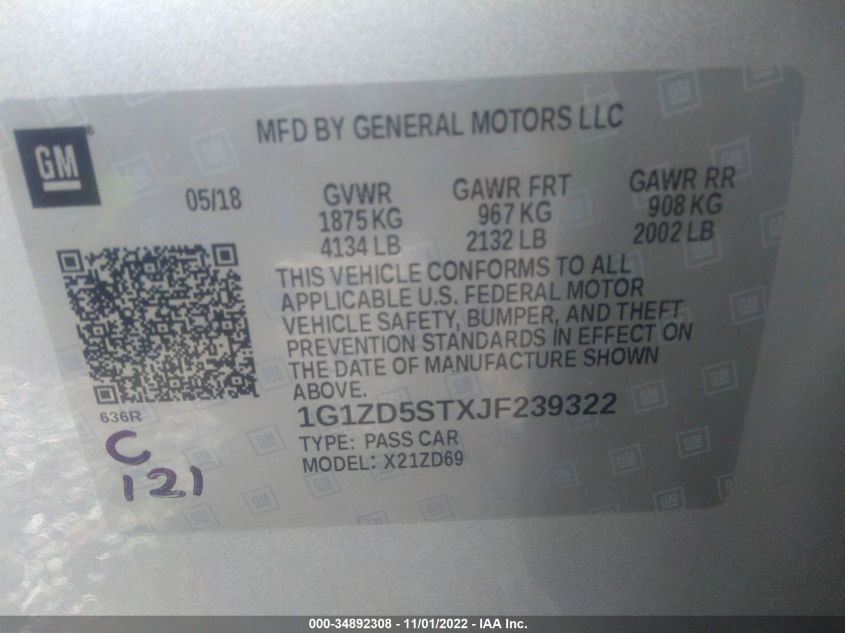 MFD BY GENERAL MOTORS LLC
GM
05/18
GVWR
1875 KG
4134 LB
GAWR FRT
967 KG
2132 LB
GAWR RR
908 KG
2002 LB
THIS VEHICLE CONFORMS TO ALL
APPLICABLE U.S. FEDERAL MOTOR
VEHICLE SAFETY, BUMPER, AND THEFT
PREVENTION STANDARDS IN EFFECT ON
THE DATE OF MANUFACTURE SHOWN
ABOVE.
636R
1G1ZD5STXJF239322
TYPE: PASS CAR
MODEL: X21ZD69
C
121
000-34892308 - 11/01/2022 - IAA Inc.